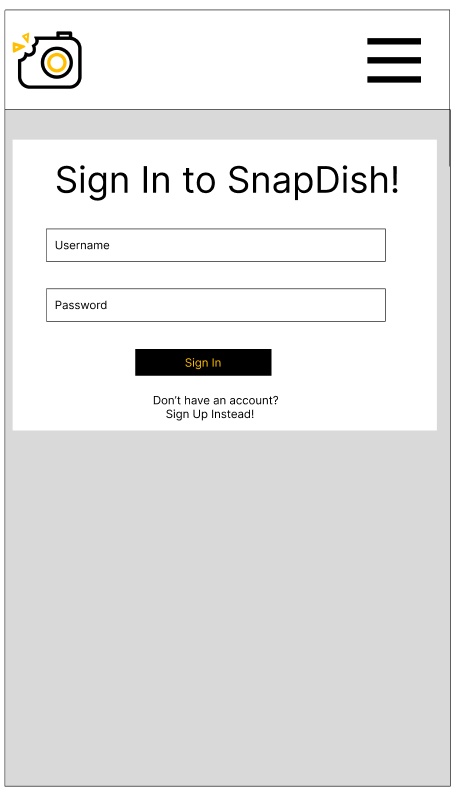 Sign In to SnapDish!
Username
Password
Sign In
Don't have an account?
Sign Up Instead!